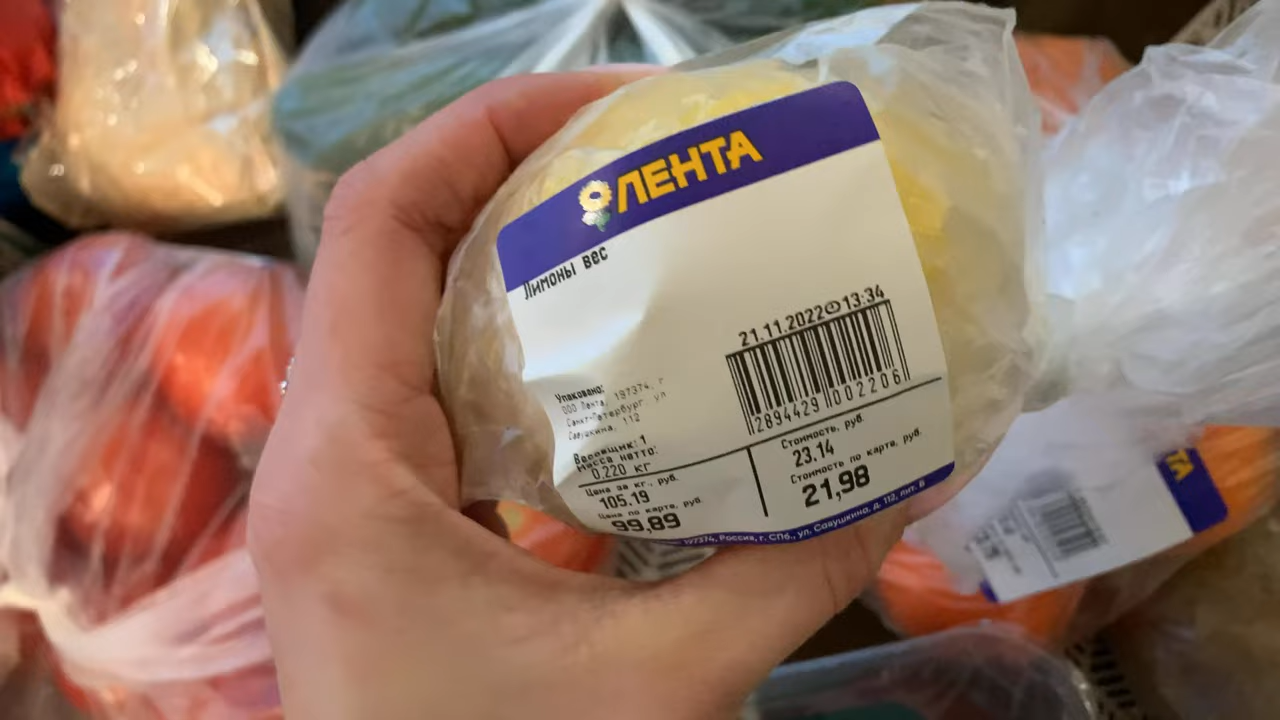 ЛЕНТА
Лимоны вес
21.11.2022 13:34
2894429 002206
Упаковано:
ООО Лента, 197374, г
Санкт-Петербург, ул
Савушкина, 112
Весовщик:1
Масса нетто:
0,220 КГ
Цена за кг., руб.
105.19
Цена по карте, руб.
99,89
Стоимость, руб.
23.14
Стоимость по карте, руб.
21,98
197374, Россия, г. СПб., ул. Савушкина, д. 112, лит. Б
ТА